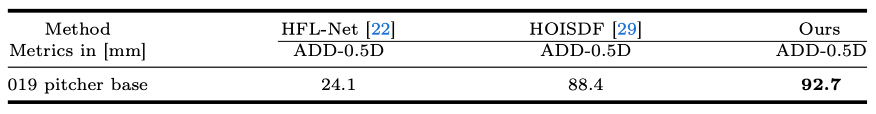 Method HFL-Net [22] HOISDF [29] Ours
Metrics in [mm] ADD-0.5D ADD-0.5D ADD-0.5D
019 pitcher base 24.1 88.4 92.7